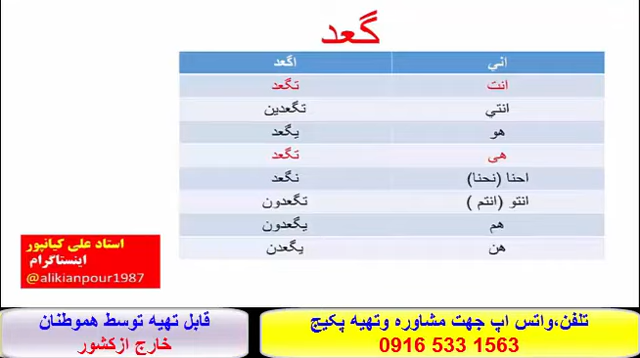 گعد
اني اگعد
انت تگعد
انتي تگعدين
هو يگعد
هی تگعد
احنا (نحنا) نگعد
انتو (انتم ) تگعدون
هم يگعدون
هن يگعدن
استاد علی کیانپور
اینستاگرام
@alikianpour1987
قابل تهیه توسط هموطنان
خارج ازکشور
تلفن،واتس اپ جهت مشاوره وتهیه پکیج
0916 533 1563